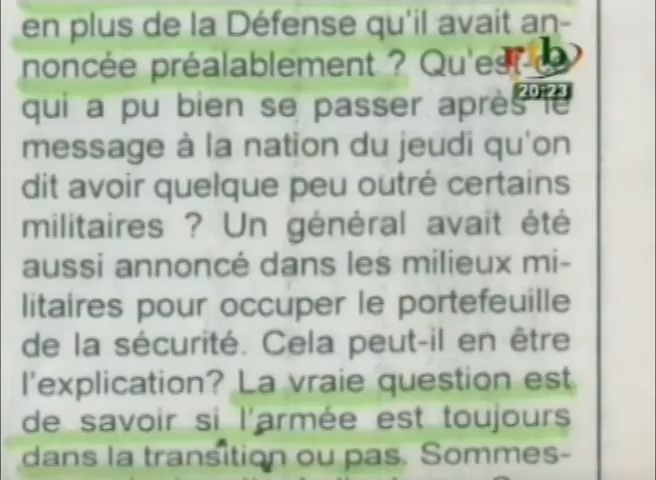 en plus de la Défense qu'il avait an-
noncée préalablement ? Qu'est-ce
qui a pu bien se passer après le
message à la nation du jeudi qu'on
dit avoir quelque peu outré certains
militaires ? Un général avait été
aussi annoncé dans les milieux mi-
litaires pour occuper le portefeuille
de la sécurité. Cela peut-il en être
l'explication? La vraie question est
de savoir si l'armée est toujours
dans la transition ou pas. Sommes-
rtb
20:23